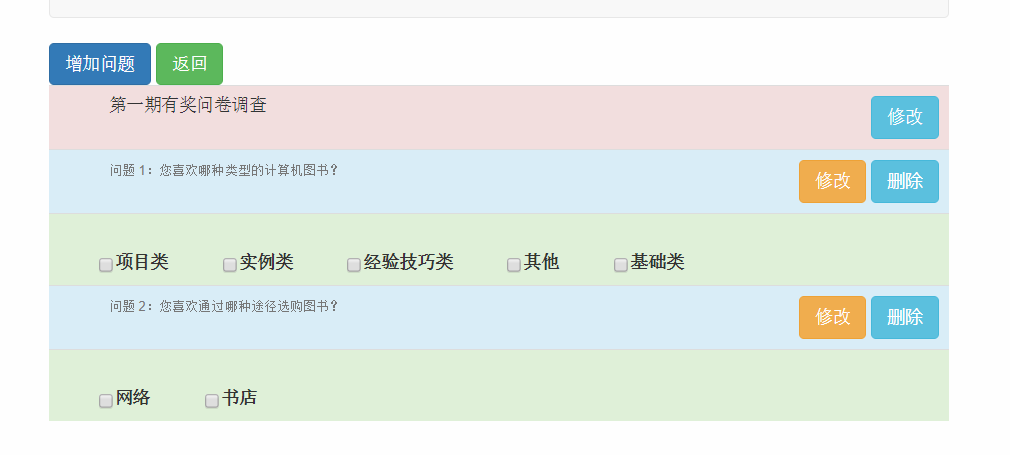 增加问题 返回
第一期有奖问卷调查 修改
问题 1：您喜欢哪种类型的计算机图书? 修改 删除
项目类 实例类 经验技巧类 其他 基础类
问题 2：您喜欢通过哪种途径选购图书? 修改 删除
网络 书店